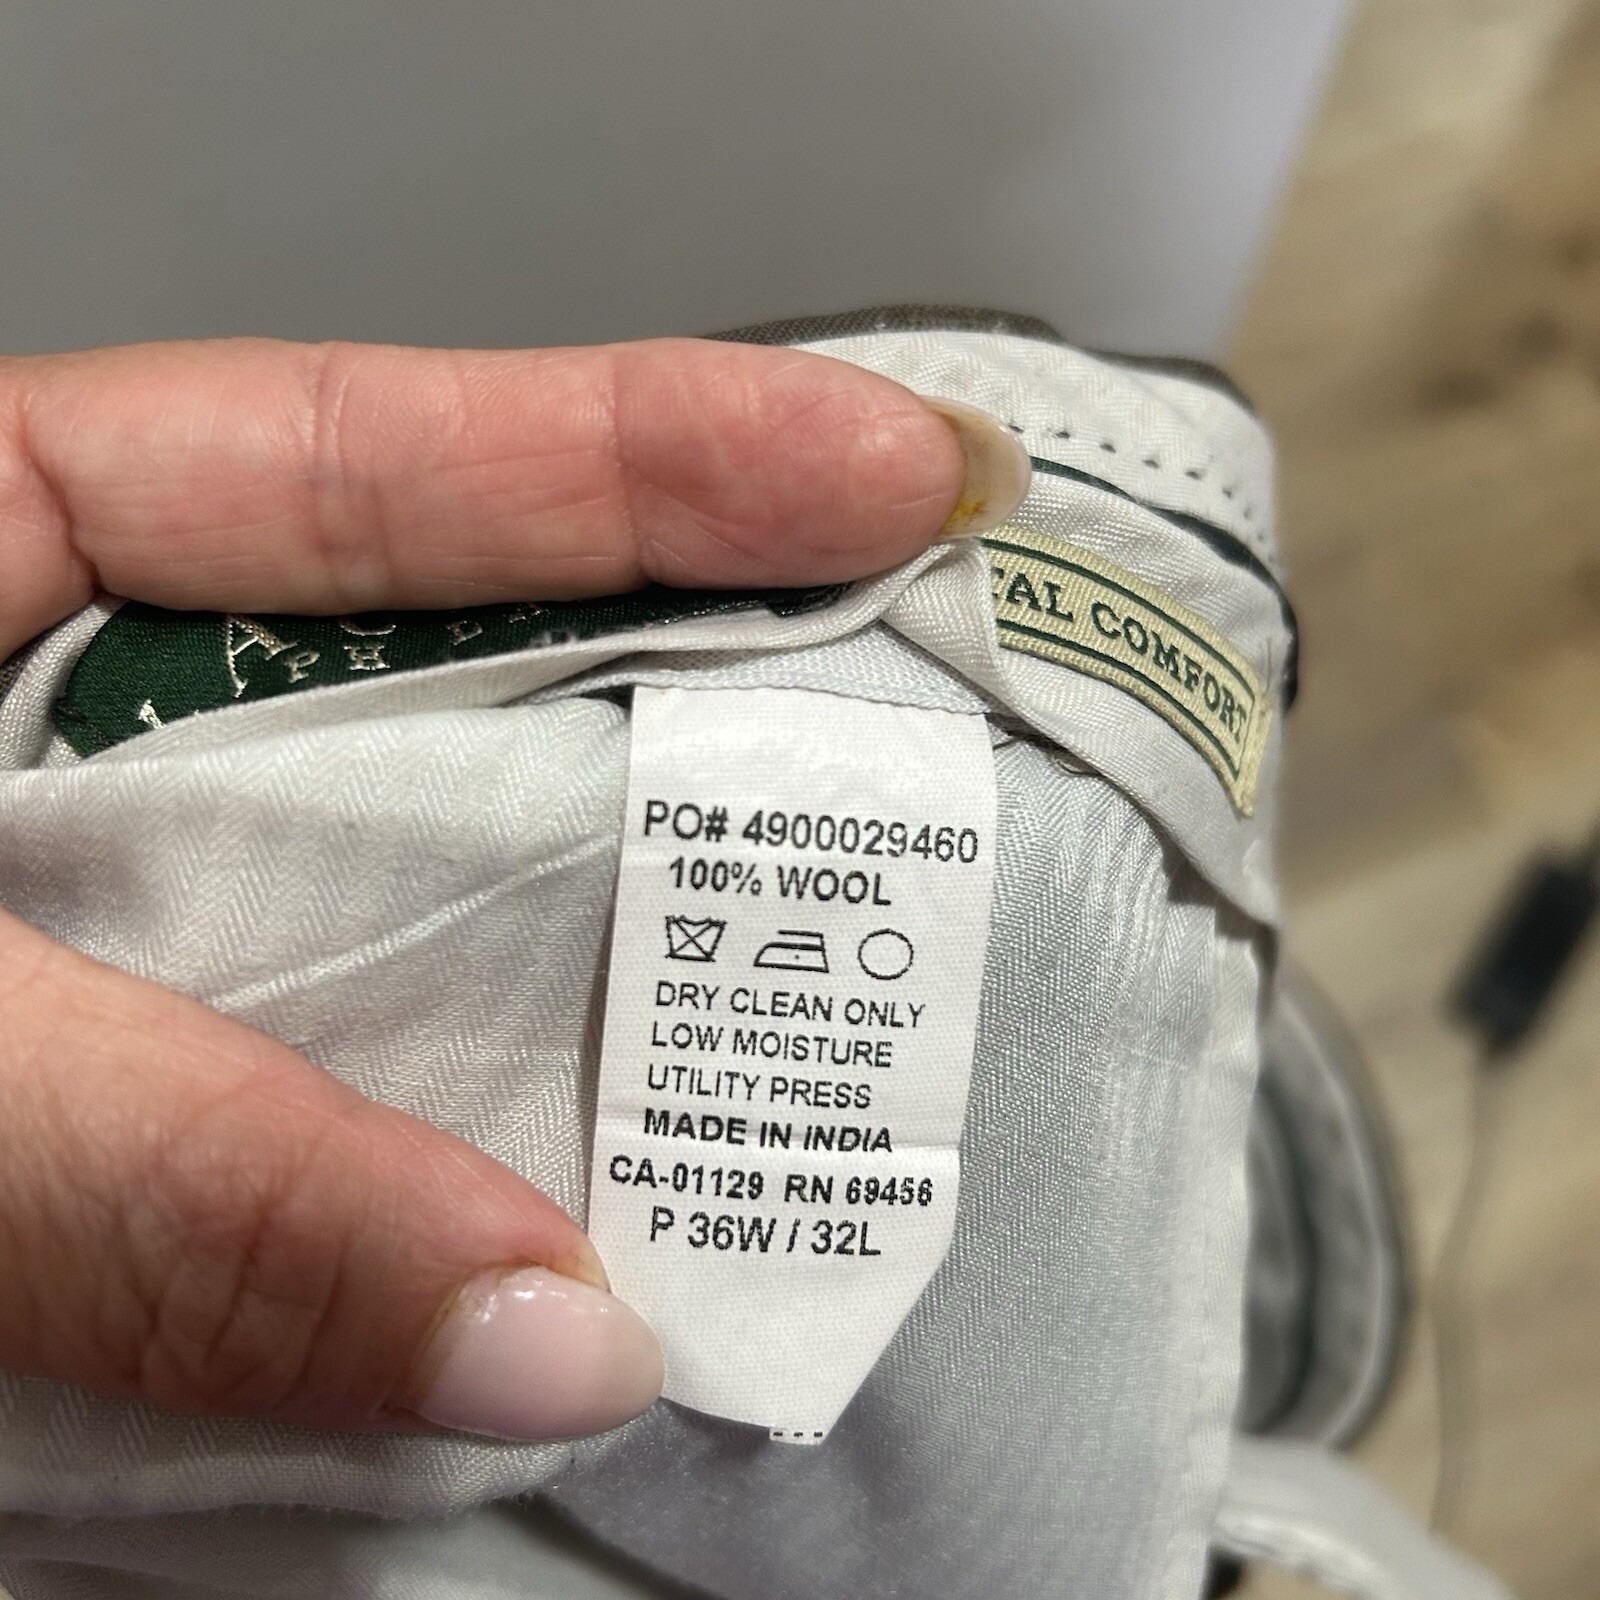 COMFORT
PO# 4900029460
100% WOOL
DRY CLEAN ONLY
LOW MOISTURE
UTILITY PRESS
MADE IN INDIA
CA-01129 RN 69456
P 36W / 32L